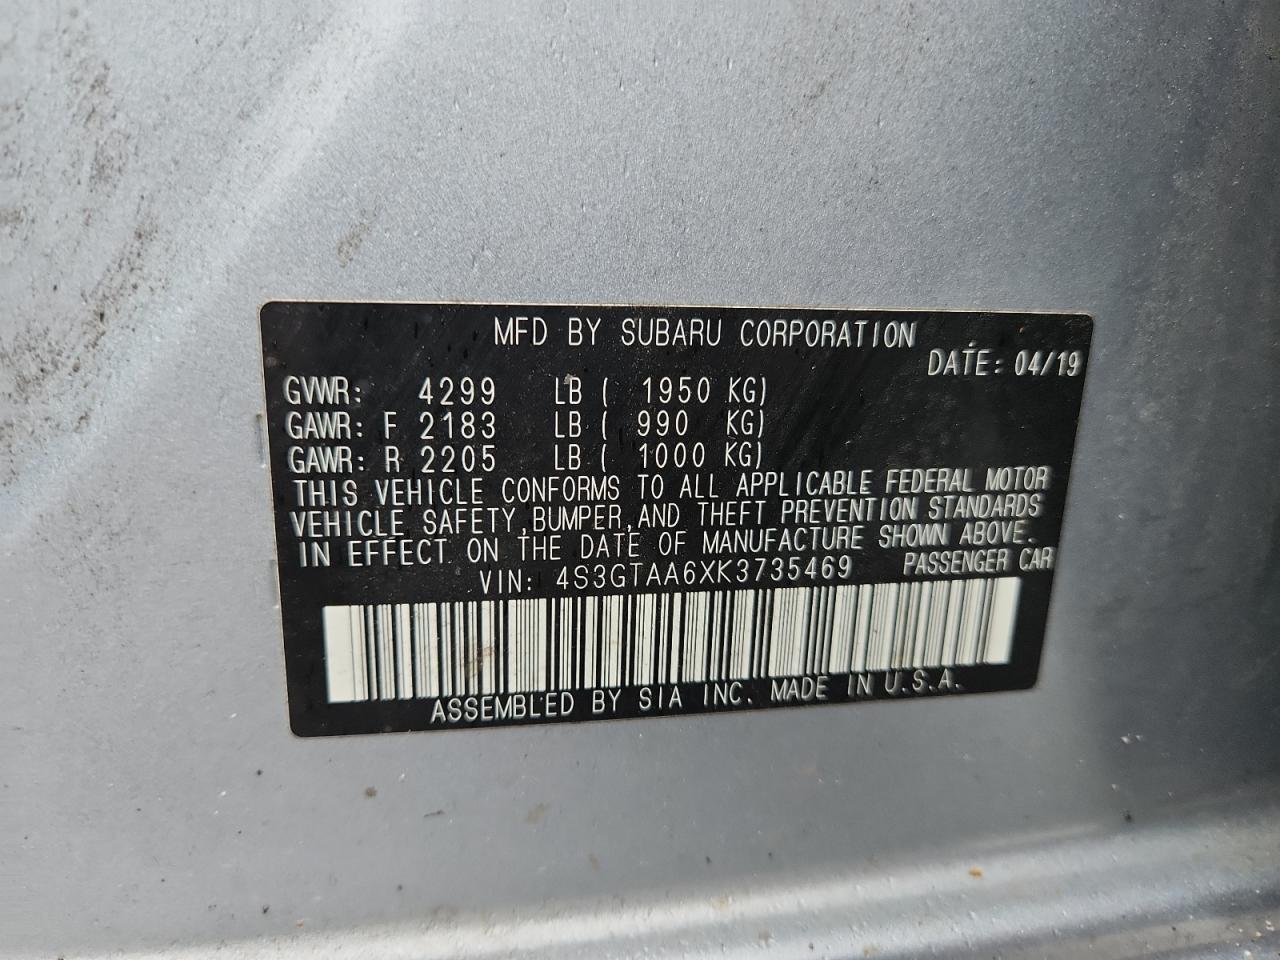 MFD BY SUBARU CORPORATION
DATE: 04/19
GVWR: 4299 LB ( 1950 KG)
GAWR: F 2183 LB ( 990 KG)
GAWR: R 2205 LB ( 1000 KG)
THIS VEHICLE CONFORMS TO ALL APPLICABLE FEDERAL MOTOR
VEHICLE SAFETY,BUMPER,AND THEFT PREVENTION STANDARDS
IN EFFECT ON THE DATE OF MANUFACTURE SHOWN ABOVE.
VIN: 4S3GTAA6XK3735469 PASSENGER CAR
ASSEMBLED BY SIA INC. MADE IN U.S.A.